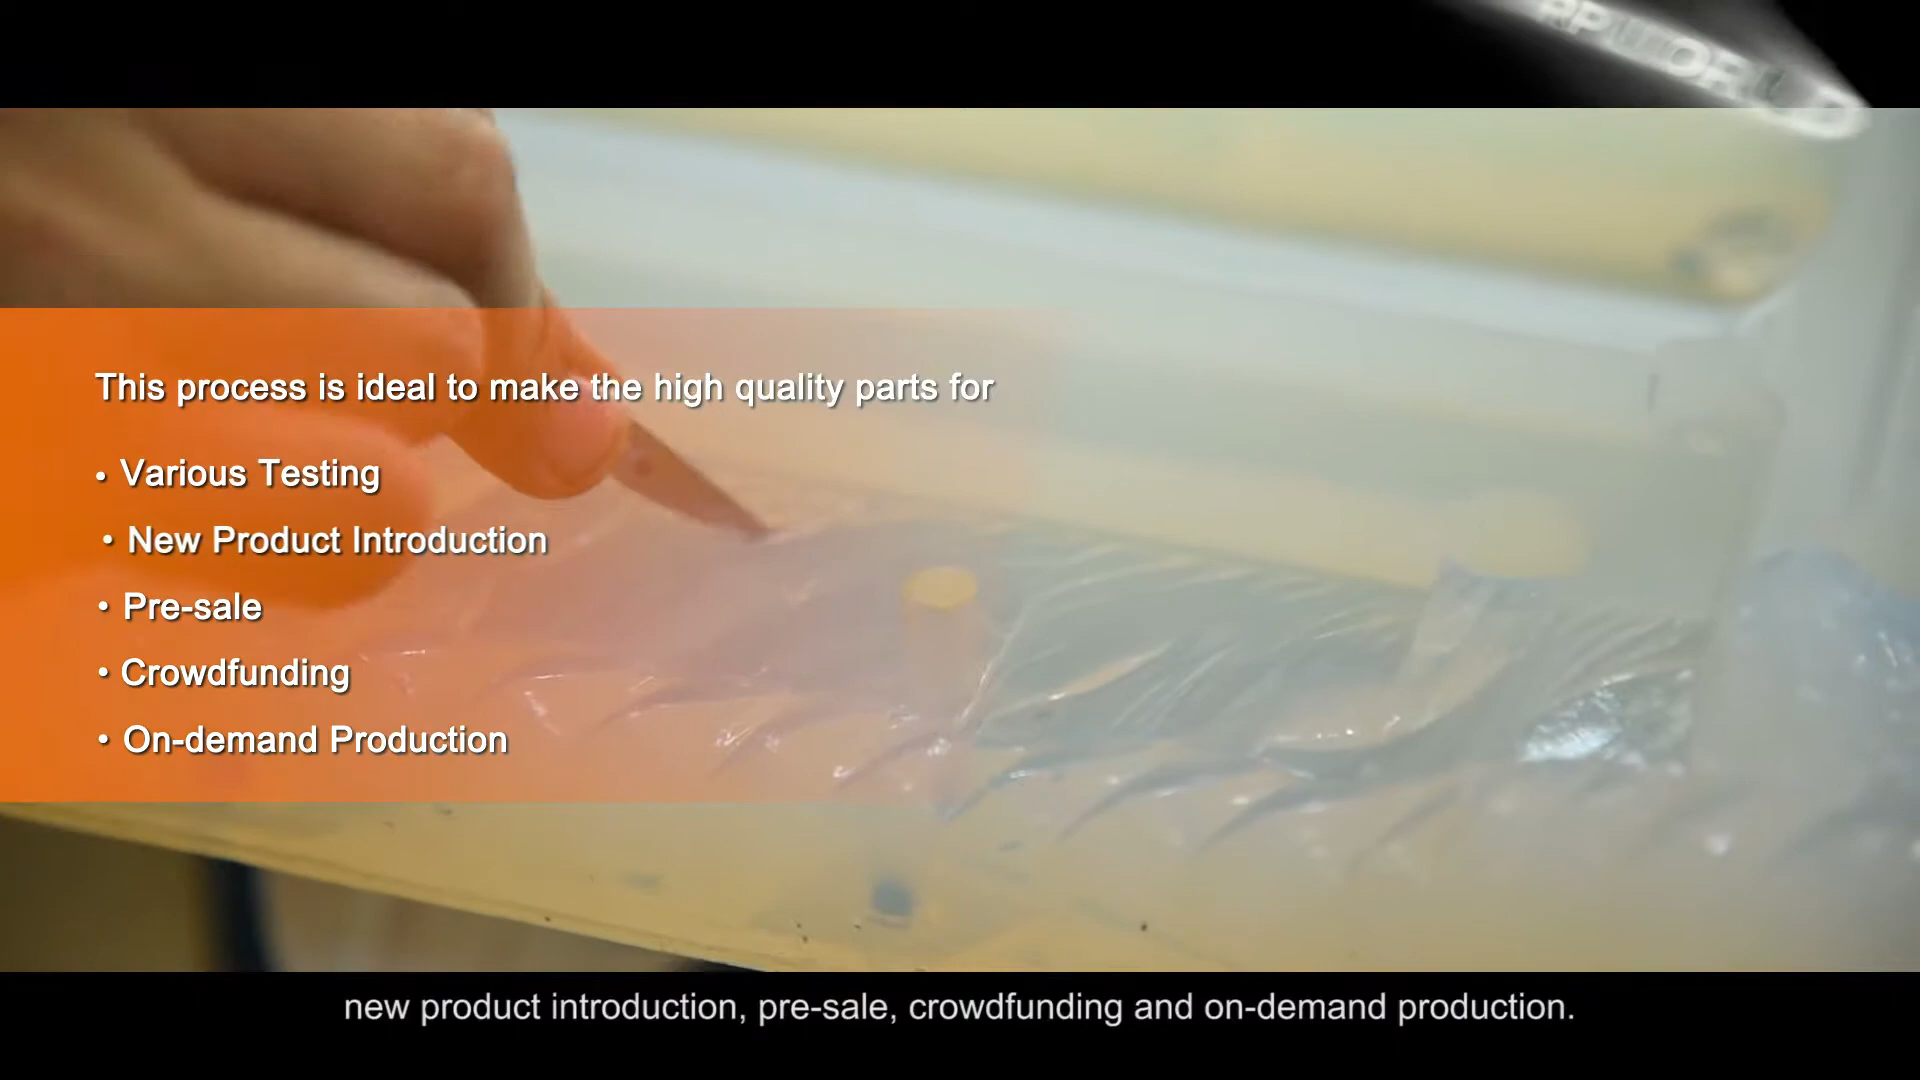 RPWORLD
This process is ideal to make the high quality parts for
• Various Testing
• New Product Introduction
• Pre-sale
• Crowdfunding
• On-demand Production
new product introduction, pre-sale, crowdfunding and on-demand production.